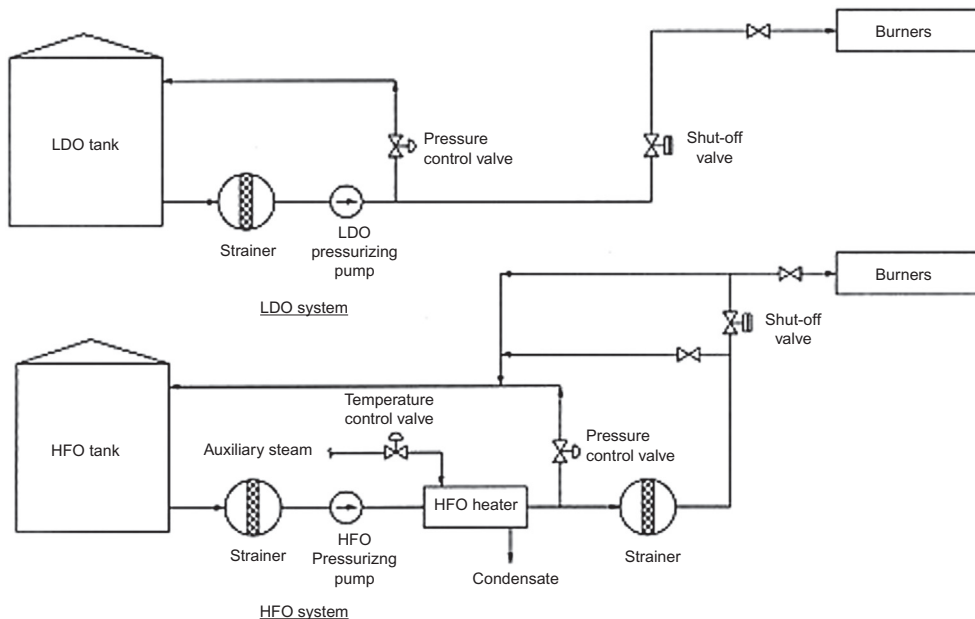 Burners
LDO tank
Pressure
control valve
Shut-off
valve
Strainer
LDO
pressurizing
pump
LDO system
Burners
Shut-off
valve
Temperature
control valve
HFO tank
Auxiliary steam
Pressure
control valve
HFO heater
Strainer
HFO
Pressurizng
pump
Strainer
Condensate
HFO system